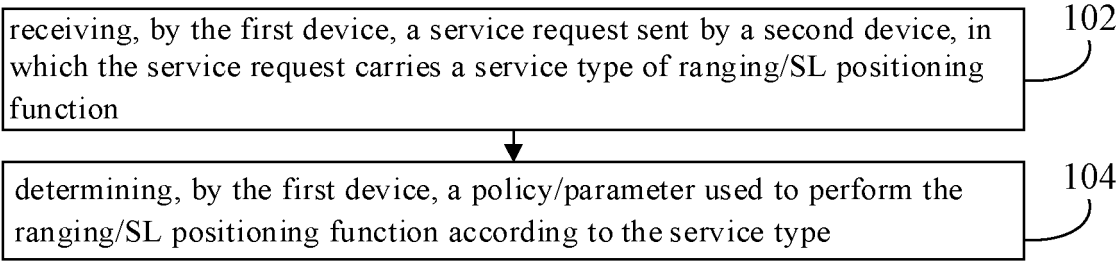 receiving, by the first device, a service request sent by a second device, in
102
which the service request carries a service type of ranging/SL positioning
function
determining, by the first device, a policy/parameter used to perform the
104
ranging/SL positioning function according to the service type